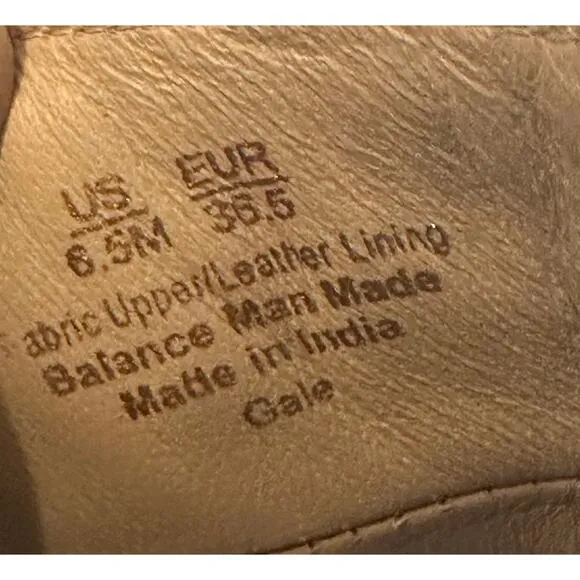 US EUR
6.5M 36.5
abric Upper/Leather Lining
Balance Man Made
Made in India
Gale